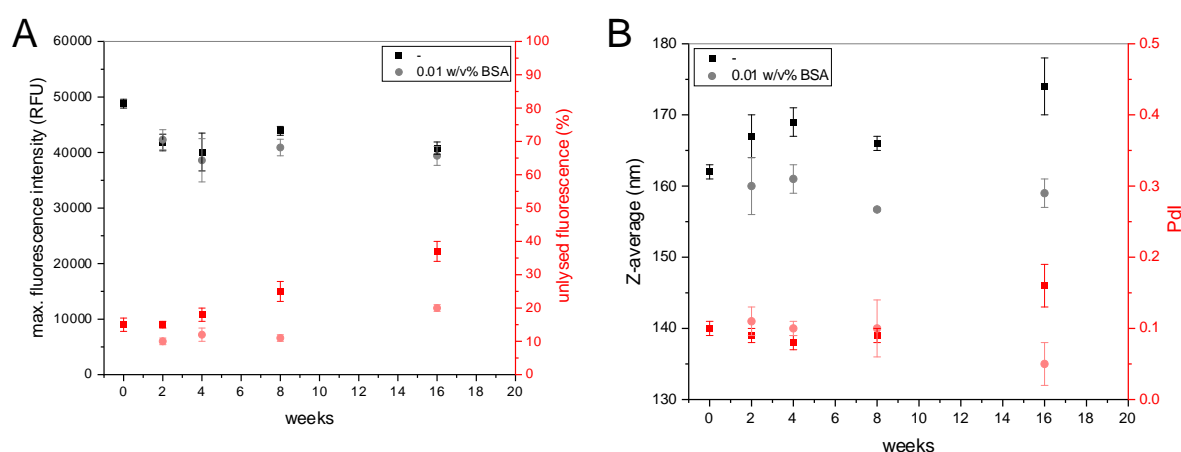 A
max. fluorescence intensity (RFU)
60000
50000
40000
30000
20000
10000
0
-
0.01 w/v% BSA
100
90
80
70
60
50
40
30
20
10
0
unlysed fluorescence (%)
0 2 4 6 8 10 12 14 16 18 20
weeks
B
Z-average (nm)
180
170
160
150
140
130
-
0.01 w/v% BSA
0.5
0.4
0.3
0.2
0.1
0.0
PdI
0 2 4 6 8 10 12 14 16 18 20
weeks